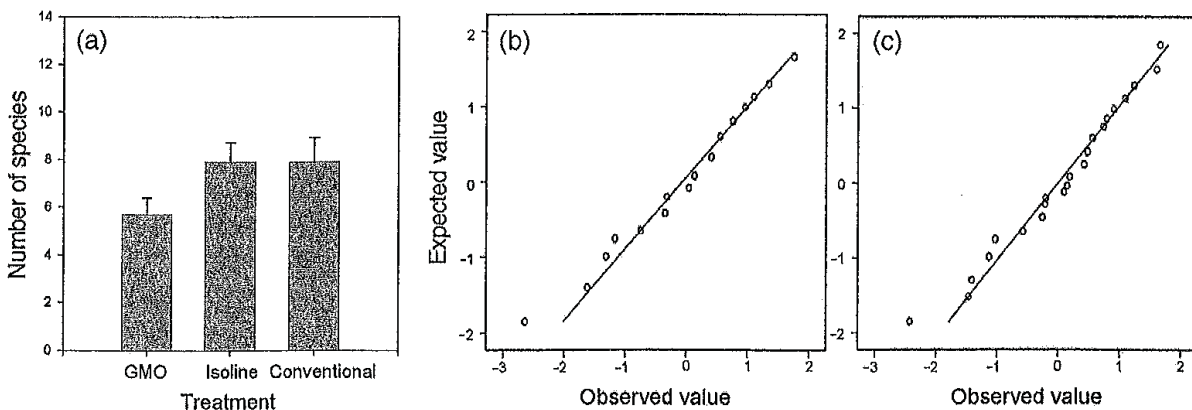 (a)
Number of species
14
12
10
8
6
4
2
0
GMO Isoline Conventional
Treatment
(b)
Expected value
2
1
0
−1
−2
−3 −2 −1 0 1 2
Observed value
(c)
2
1
0
−1
−2
−3 −2 −1 0 1 2
Observed value